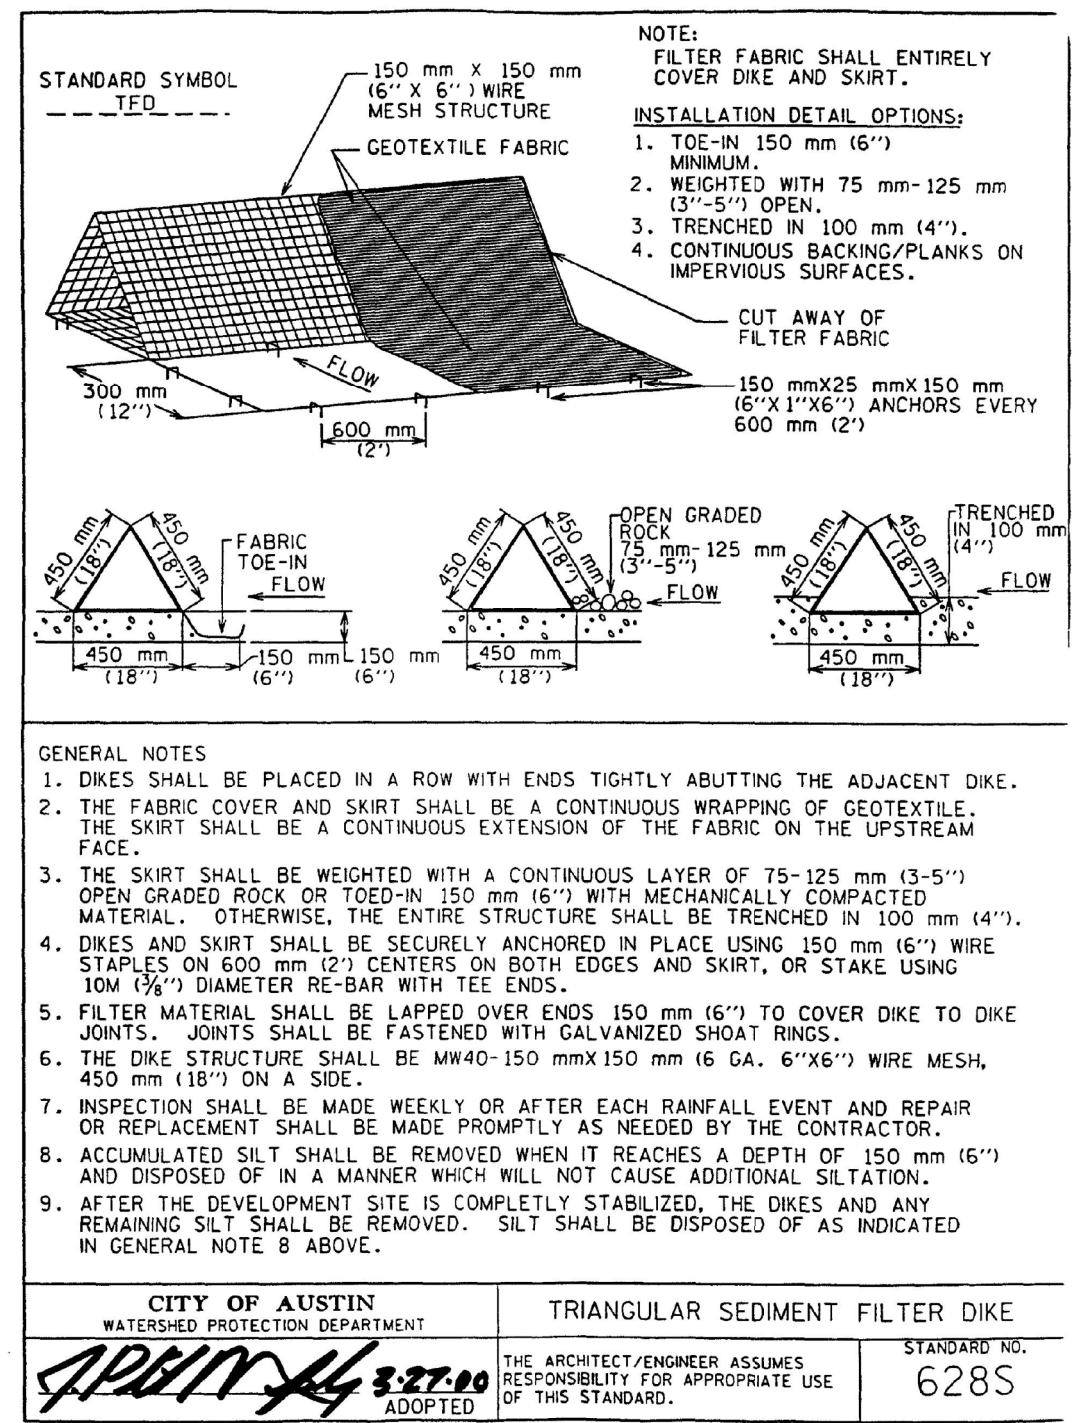 NOTE:
FILTER FABRIC SHALL ENTIRELY
COVER DIKE AND SKIRT.
STANDARD SYMBOL
TFD
150 mm X 150 mm
(6'' X 6'') WIRE
MESH STRUCTURE
GEOTEXTILE FABRIC
INSTALLATION DETAIL OPTIONS:
1. TOE-IN 150 mm (6'')
MINIMUM.
2. WEIGHTED WITH 75 mm-125 mm
(3''-5'') OPEN.
3. TRENCHED IN 100 mm (4'').
4. CONTINUOUS BACKING/PLANKS ON
IMPERVIOUS SURFACES.
CUT AWAY OF
FILTER FABRIC
FLOW
300 mm
(12'')
600 mm
(2')
150 mmX25 mmX150 mm
(6''X1''X6'') ANCHORS EVERY
600 mm (2')
450 mm
(18'')
450 mm
(18'')
FABRIC
TOE-IN
FLOW
450 mm
(18'')
150 mm
(6'')
150 mm
(6'')
450 mm
(18'')
450 mm
(18'')
OPEN GRADED
ROCK
75 mm-125 mm
(3''-5'')
FLOW
450 mm
(18'')
450 mm
(18'')
450 mm
(18'')
TRENCHED
IN 100 mm
(4'')
FLOW
450 mm
(18'')
GENERAL NOTES
1. DIKES SHALL BE PLACED IN A ROW WITH ENDS TIGHTLY ABUTTING THE ADJACENT DIKE.
2. THE FABRIC COVER AND SKIRT SHALL BE A CONTINUOUS WRAPPING OF GEOTEXTILE.
THE SKIRT SHALL BE A CONTINUOUS EXTENSION OF THE FABRIC ON THE UPSTREAM
FACE.
3. THE SKIRT SHALL BE WEIGHTED WITH A CONTINUOUS LAYER OF 75-125 mm (3-5'')
OPEN GRADED ROCK OR TOED-IN 150 mm (6'') WITH MECHANICALLY COMPACTED
MATERIAL. OTHERWISE, THE ENTIRE STRUCTURE SHALL BE TRENCHED IN 100 mm (4'').
4. DIKES AND SKIRT SHALL BE SECURELY ANCHORED IN PLACE USING 150 mm (6'') WIRE
STAPLES ON 600 mm (2') CENTERS ON BOTH EDGES AND SKIRT, OR STAKE USING
10M (3/8'') DIAMETER RE-BAR WITH TEE ENDS.
5. FILTER MATERIAL SHALL BE LAPPED OVER ENDS 150 mm (6'') TO COVER DIKE TO DIKE
JOINTS. JOINTS SHALL BE FASTENED WITH GALVANIZED SHOAT RINGS.
6. THE DIKE STRUCTURE SHALL BE MW40-150 mmX150 mm (6 GA. 6''X6'') WIRE MESH,
450 mm (18'') ON A SIDE.
7. INSPECTION SHALL BE MADE WEEKLY OR AFTER EACH RAINFALL EVENT AND REPAIR
OR REPLACEMENT SHALL BE MADE PROMPTLY AS NEEDED BY THE CONTRACTOR.
8. ACCUMULATED SILT SHALL BE REMOVED WHEN IT REACHES A DEPTH OF 150 mm (6'')
AND DISPOSED OF IN A MANNER WHICH WILL NOT CAUSE ADDITIONAL SILTATION.
9. AFTER THE DEVELOPMENT SITE IS COMPLETLY STABILIZED, THE DIKES AND ANY
REMAINING SILT SHALL BE REMOVED. SILT SHALL BE DISPOSED OF AS INDICATED
IN GENERAL NOTE 8 ABOVE.
CITY OF AUSTIN
WATERSHED PROTECTION DEPARTMENT
TRIANGULAR SEDIMENT FILTER DIKE
3-27-00
ADOPTED
THE ARCHITECT/ENGINEER ASSUMES
RESPONSIBILITY FOR APPROPRIATE USE
OF THIS STANDARD.
STANDARD NO.
628S